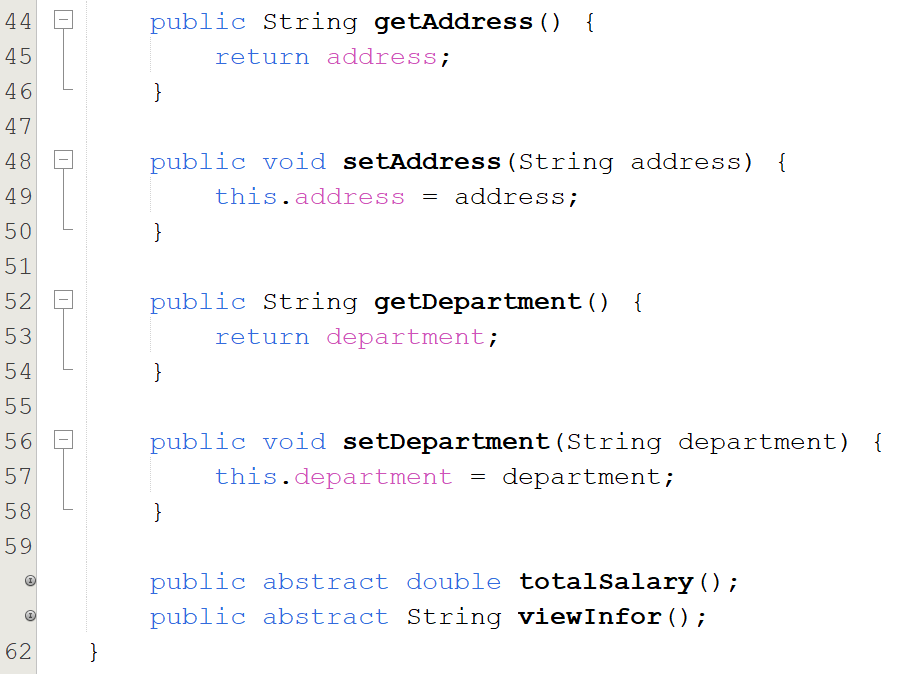 44 public String getAddress() {
45 return address;
46 }
47
48 public void setAddress(String address) {
49 this.address = address;
50 }
51
52 public String getDepartment() {
53 return department;
54 }
55
56 public void setDepartment(String department) {
57 this.department = department;
58 }
59
public abstract double totalSalary();
public abstract String viewInfor();
62 }